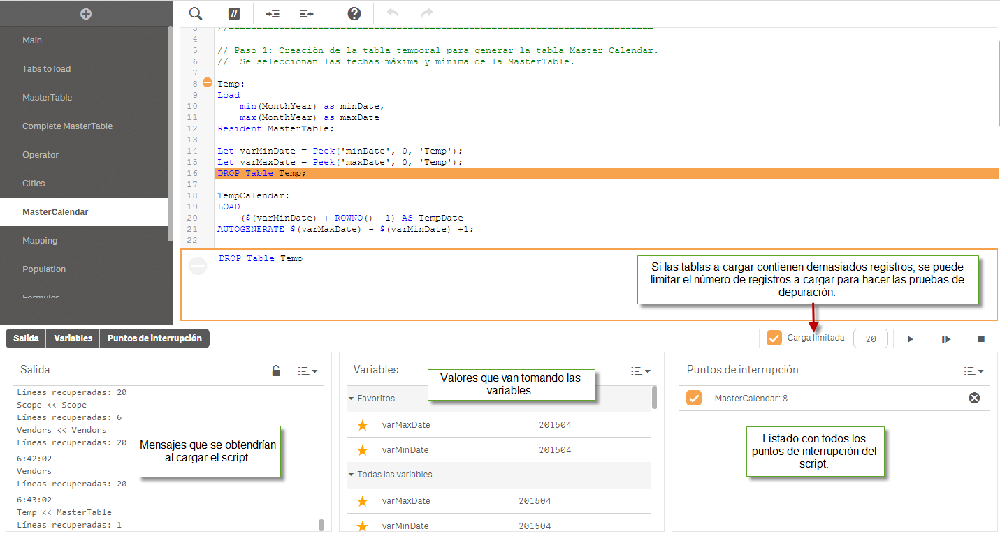 //
Main
Tabs to load
MasterTable
Complete MasterTable
Operator
Cities
MasterCalendar
Mapping
Population
Formulas
3 //----------------------------------------------------------------------------
4
5 // Paso 1: Creación de la tabla temporal para generar la tabla Master Calendar.
6 //  Se seleccionan las fechas máxima y mínima de la MasterTable.
7
8 Temp:
9 Load
10 min(MonthYear) as minDate,
11 max(MonthYear) as maxDate
12 Resident MasterTable;
13
14 Let varMinDate = Peek('minDate', 0, 'Temp');
15 Let varMaxDate = Peek('maxDate', 0, 'Temp');
16 DROP Table Temp;
17
18 TempCalendar:
19 LOAD
20 ($(varMinDate) + ROWNO() -1) AS TempDate
21 AUTOGENERATE $(varMaxDate) - $(varMinDate) +1;
22
DROP Table Temp
Si las tablas a cargar contienen demasiados registros, se puede
limitar el número de registros a cargar para hacer las pruebas de
depuración.
Salida Variables Puntos de interrupción
Carga limitada 20
Salida
Líneas recuperadas: 20
Scope << Scope
Líneas recuperadas: 6
Vendors << Vendors
Líneas recuperadas: 20
6:42:02
Vendors
Líneas recuperadas: 20
6:43:02
Temp << MasterTable
Líneas recuperadas: 1
Mensajes que se obtendrían
al cargar el script.
Variables
Valores que van tomando las
variables.
Favoritos
varMaxDate 201504
varMinDate 201504
Todas las variables
varMaxDate 201504
varMinDate 201504
Puntos de interrupción
MasterCalendar: 8
Listado con todos los
puntos de interrupción del
script.